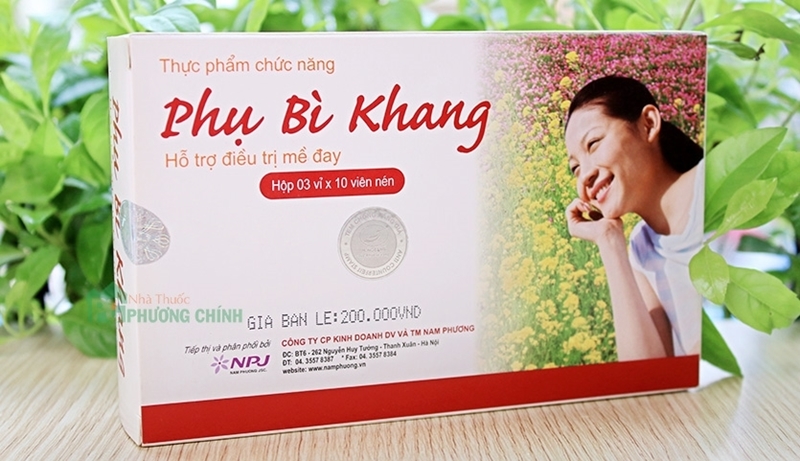 Thực phẩm chức năng
Phụ Bì Khang
Hỗ trợ điều trị mề đay
Hộp 03 vỉ x 10 viên nén
Phụ Bì Khang
Nhà Thuốc
PHƯƠNG CHÍNH
GIA BAN LE:200.000VND
Tiếp thị và phân phối bởi
NPJ
NAM PHUONG JSC.
CÔNG TY CP KINH DOANH DV VÀ TM NAM PHƯƠNG
ĐC: BT6 - 262 Nguyễn Huy Tưởng - Thanh Xuân - Hà Nội
ĐT: 04. 3557 8387 * Fax: 04. 3557 8384
website: www.namphuong.vn